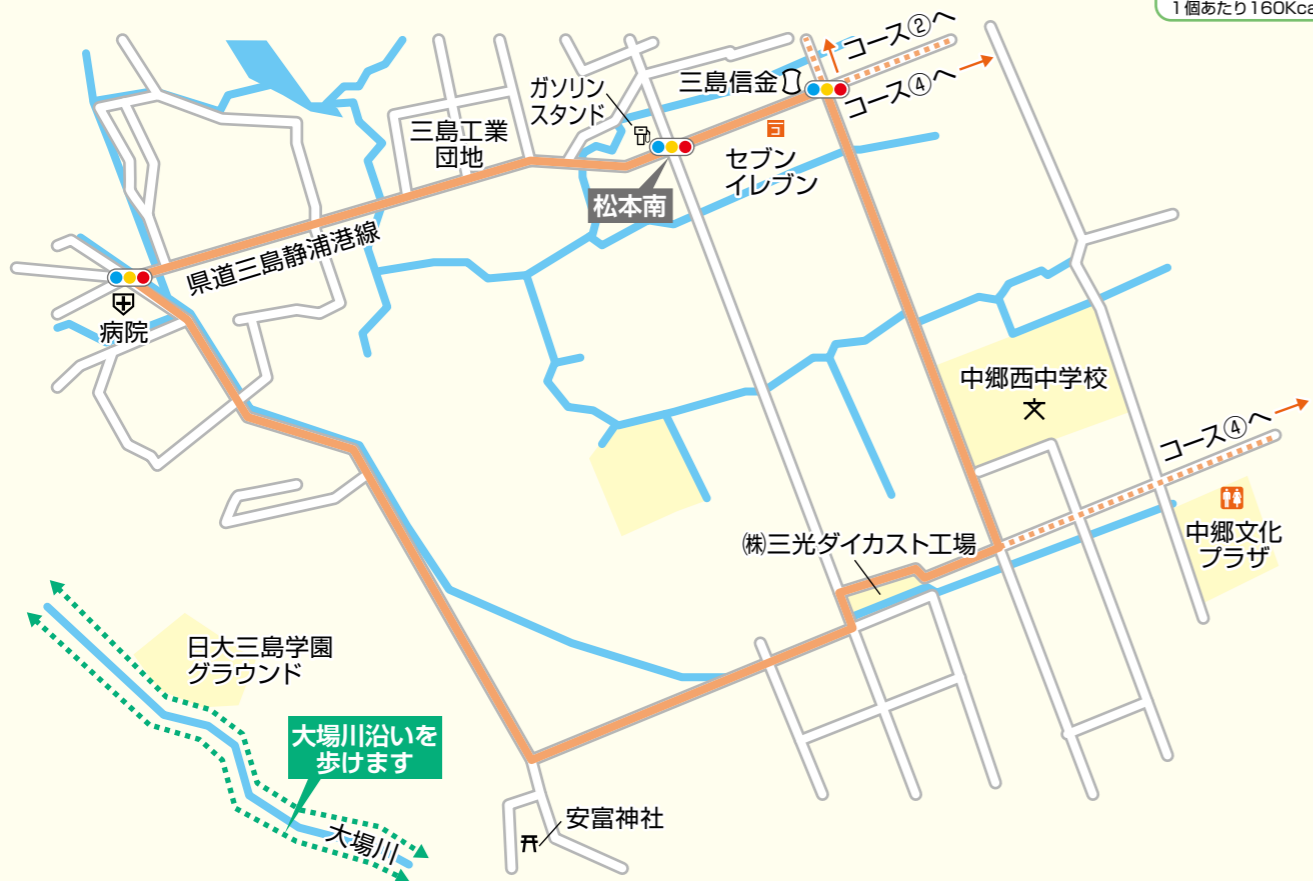 1個あたり160Kca
コース②へ
コース④へ
三島信金
ガソリン
スタンド
三島工業
団地
セブン
イレブン
松本南
県道三島静浦港線
病院
中郷西中学校
文
コース④へ
中郷文化
プラザ
㈱三光ダイカスト工場
日大三島学園
グラウンド
大場川沿いを
歩けます
大場川
安富神社